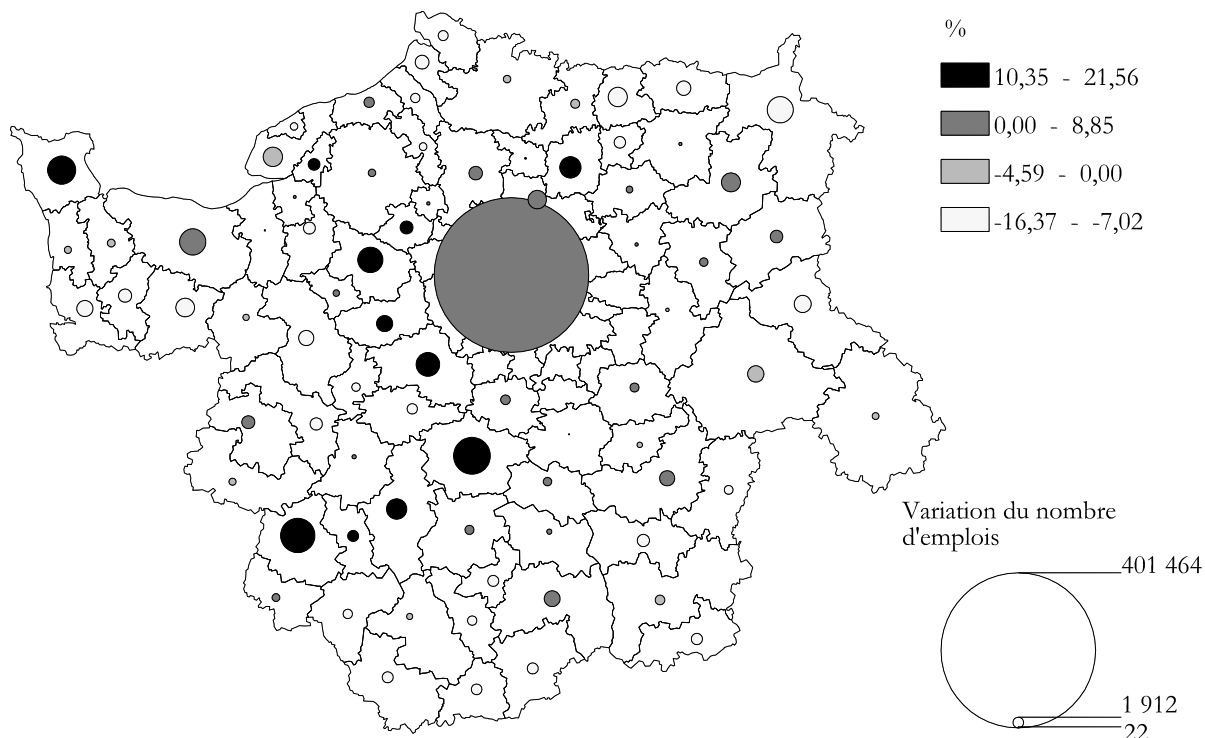 %
10,35 - 21,56
0,00 - 8,85
-4,59 - 0,00
-16,37 - -7,02
Variation du nombre
d'emplois
401 464
1 912
22